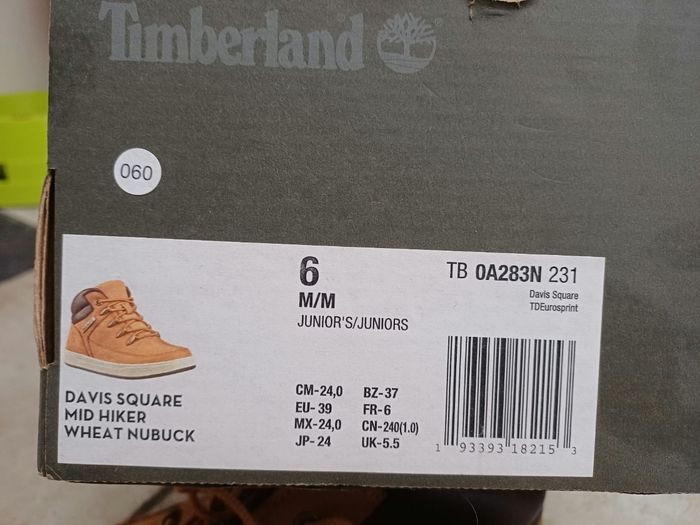 Timberland
060
6
M/M
JUNIOR'S/JUNIORS
TB 0A283N 231
Davis Square
TDEurosprint
DAVIS SQUARE
MID HIKER
WHEAT NUBUCK
CM-24,0 BZ-37
EU-39 FR-6
MX-24,0 CN-240(1.0)
JP-24 UK-5.5
1 93393 18215 3